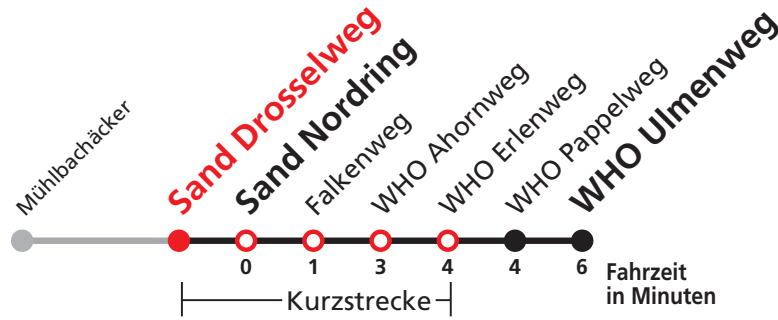 Mühlbachäcker
Sand Drosselweg
Sand Nordring
Falkenweg
WHO Ahornweg
WHO Erlenweg
WHO Pappelweg
WHO Ulmenweg
0 1 3 4 4 6
Fahrzeit
in Minuten
Kurzstrecke